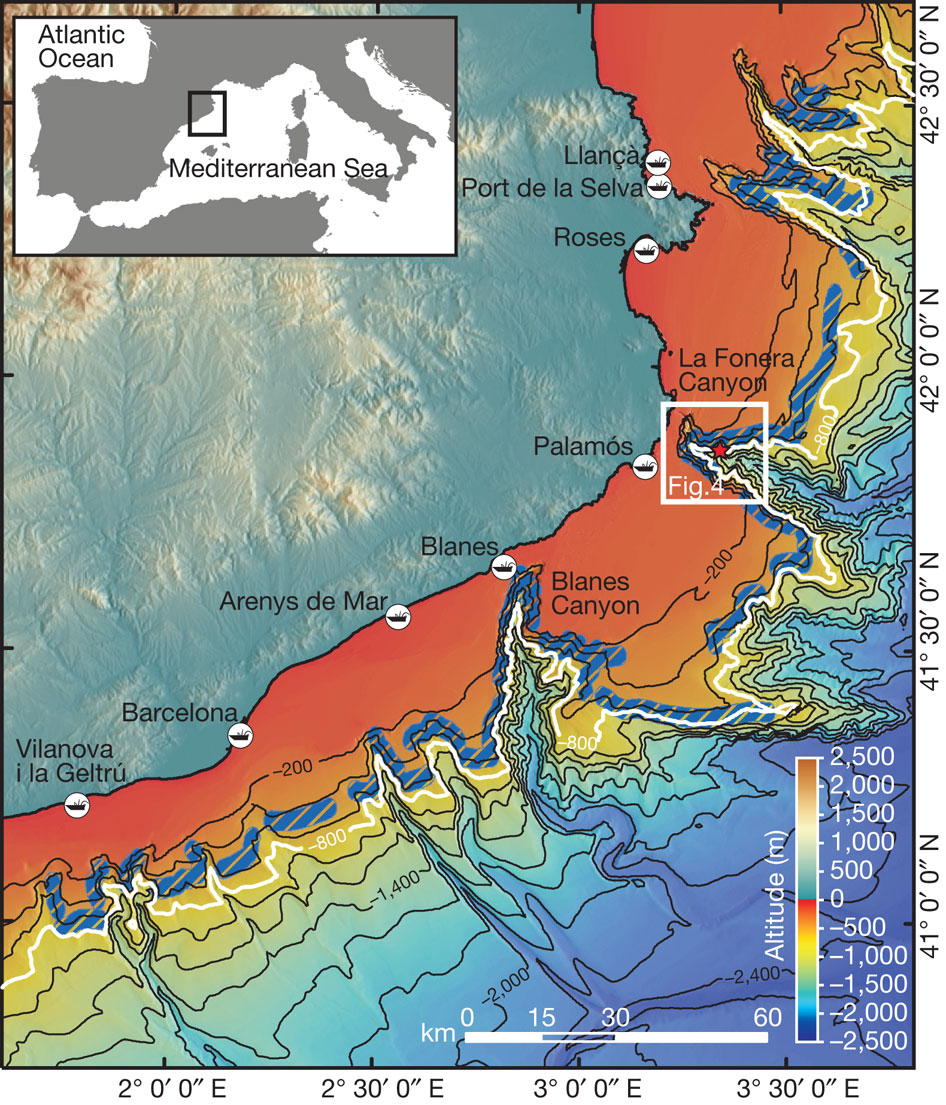 Atlantic
Ocean
Mediterranean Sea
Llançà
Port de la Selva
Roses
La Fonera
Canyon
–800
Palamós
Fig.4
Blanes
Blanes
Canyon
–200
Arenys de Mar
Barcelona
–800
Vilanova
i la Geltrú
–200
–800
–1,400
–2,000
–2,400
Altitude (m)
2,500
2,000
1,500
1,000
500
0
–500
–1,000
–1,500
–2,000
–2,500
km
0 15 30 60
42° 30′ 0″ N
42° 0′ 0″ N
41° 30′ 0″ N
41° 0′ 0″ N
2° 0′ 0″ E
2° 30′ 0″ E
3° 0′ 0″ E
3° 30′ 0″ E